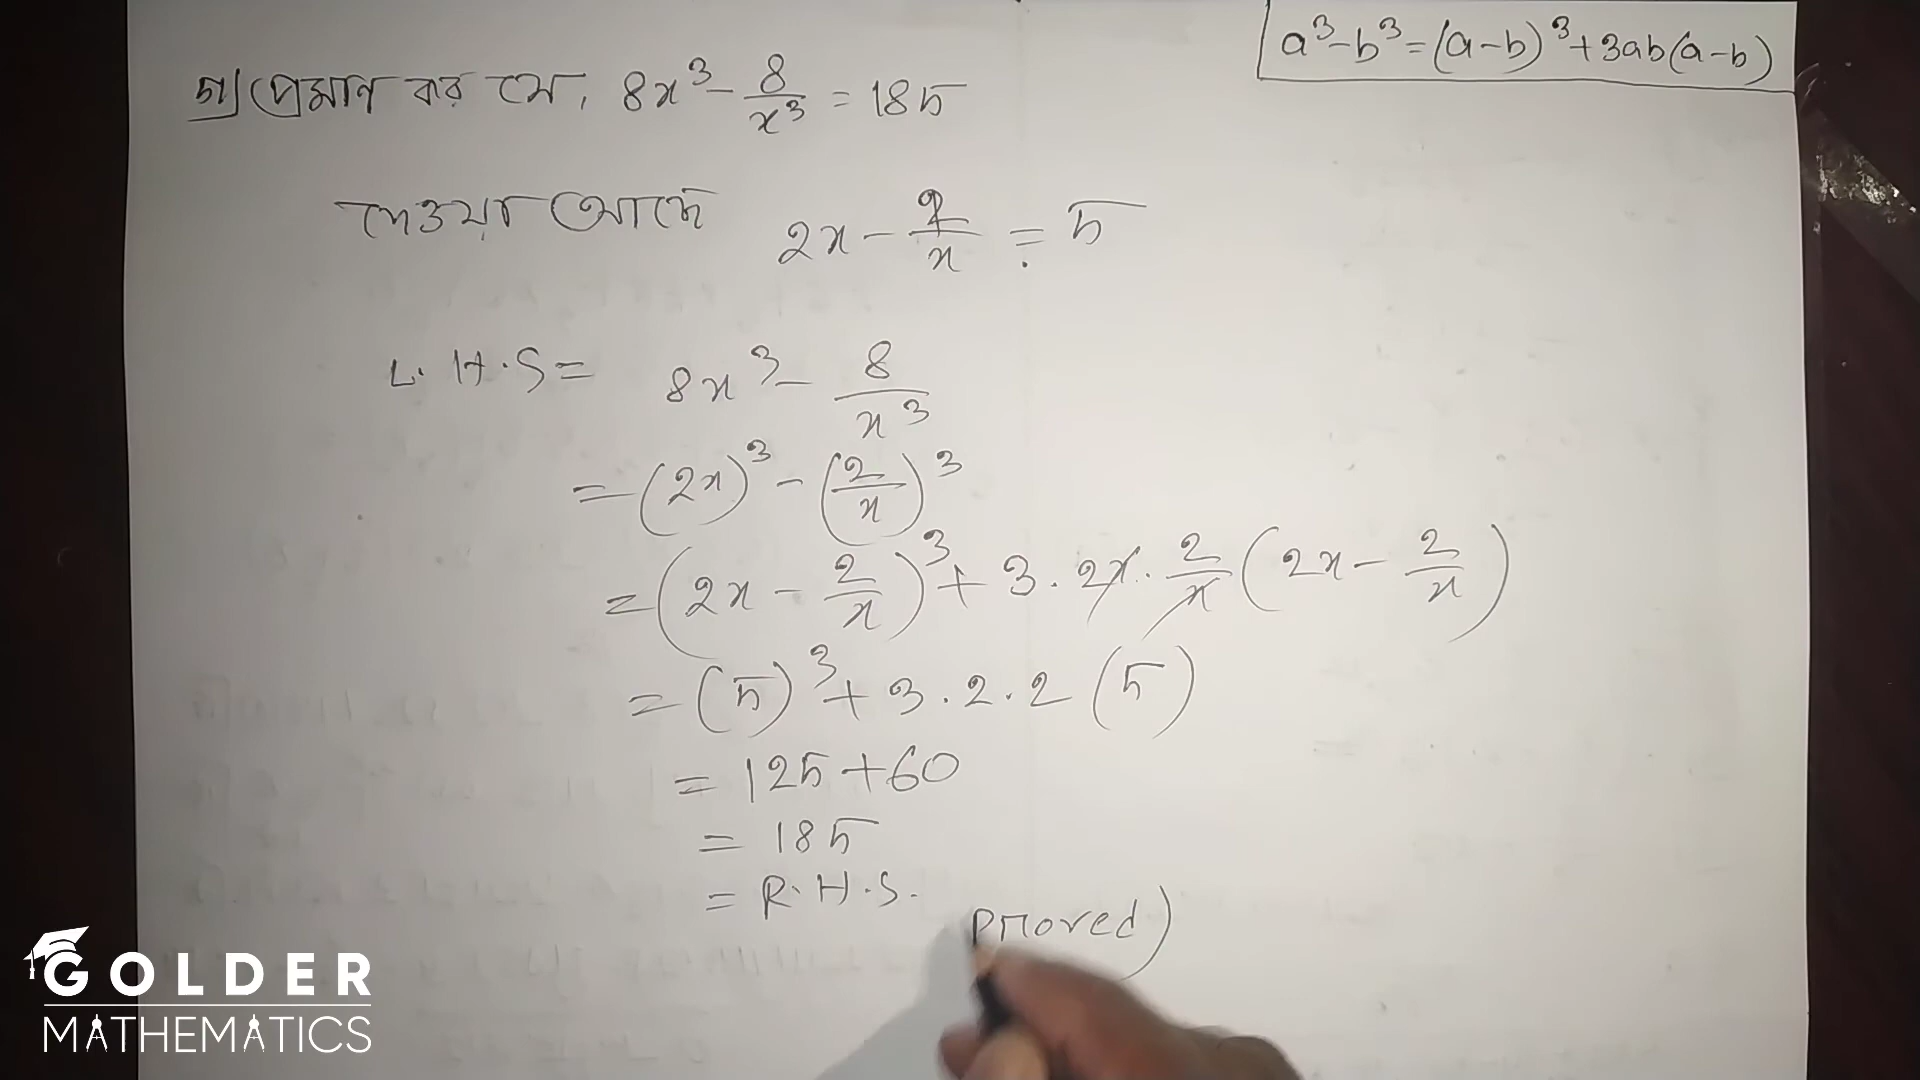 a³-b³=(a-b)³+3ab(a-b)
গ) প্রমাণ কর যে, 8x³ - 8/x³ = 185
দেওয়া আছে 2x - 2/x = 5
L.H.S = 8x³ - 8/x³
= (2x)³ - (2/x)³
= (2x - 2/x)³ + 3 . 2x . 2/x (2x - 2/x)
= (5)³ + 3 . 2 . 2 (5)
= 125 + 60
= 185
= R.H.S.
proved)
GOLDER
MATHEMATICS